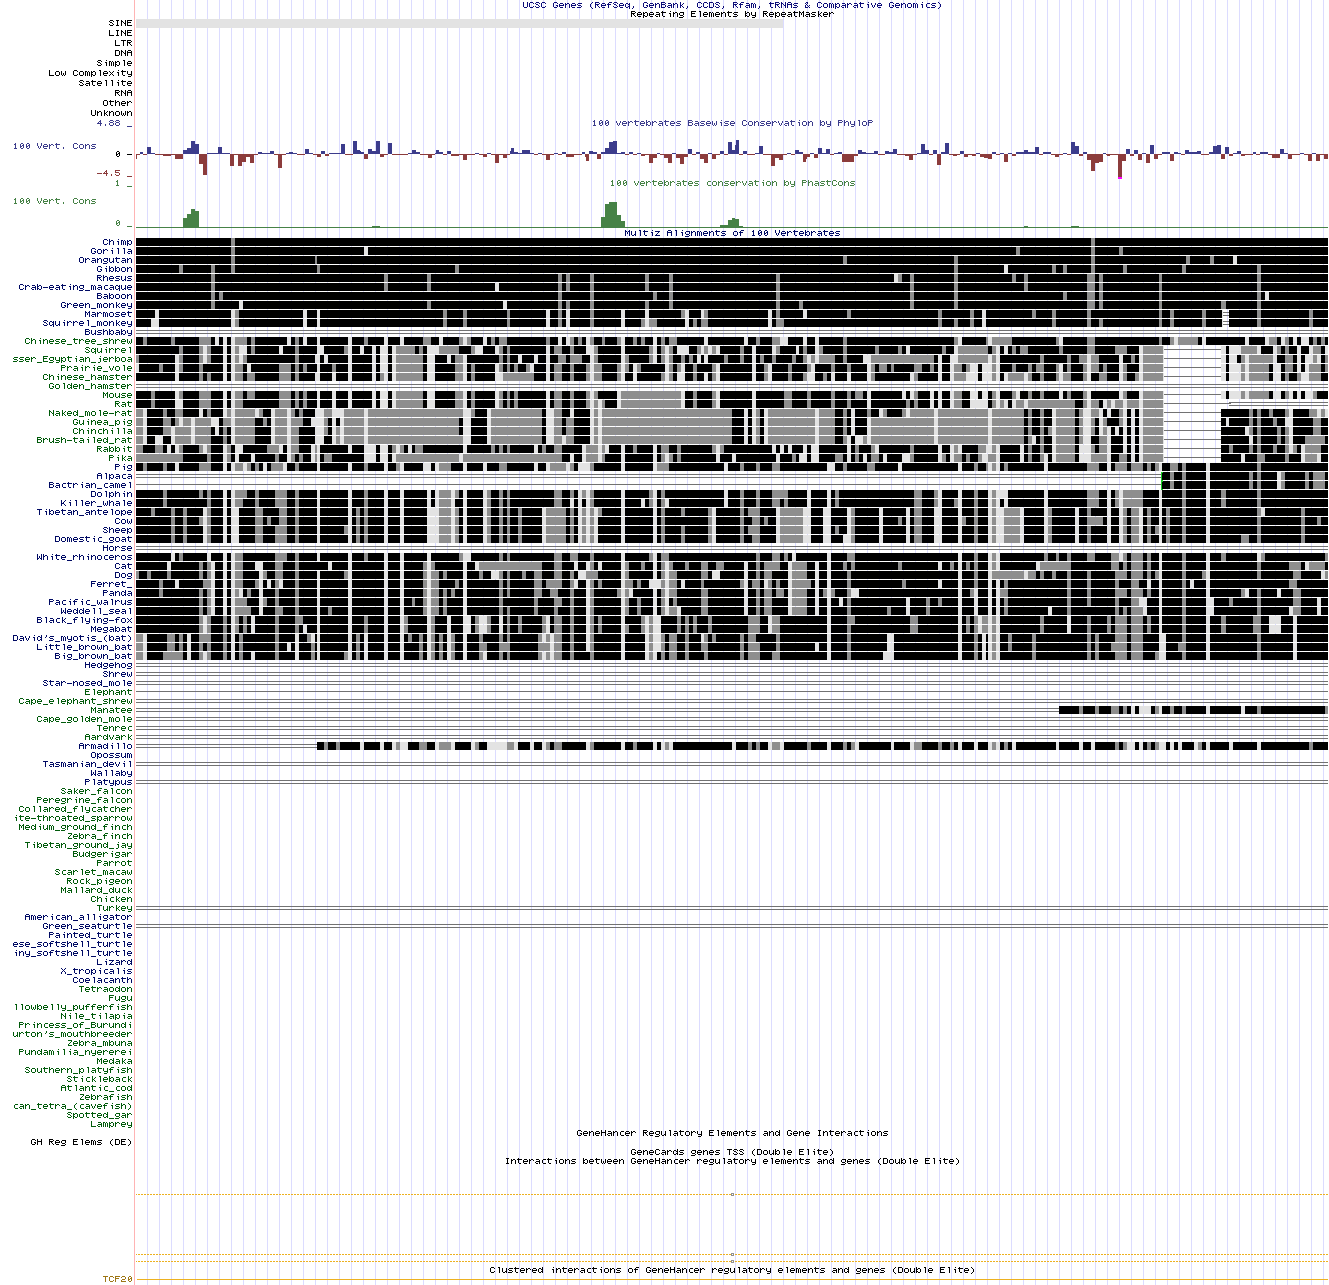 UCSC Genes (RefSeq, GenBank, CCDS, Rfam, tRNAs & Comparative Genomics)
Repeating Elements by RepeatMasker
SINE
LINE
LTR
DNA
Simple
Low Complexity
Satellite
RNA
Other
Unknown
4.88 _
100 vertebrates Basewise Conservation by PhyloP
100 Vert. Cons
0 _
-4.5 _
1 _
100 vertebrates conservation by PhastCons
100 Vert. Cons
0 _
Multiz Alignments of 100 Vertebrates
Chimp
Gorilla
Orangutan
Gibbon
Rhesus
Crab-eating_macaque
Baboon
Green_monkey
Marmoset
Squirrel_monkey
Bushbaby
Chinese_tree_shrew
Squirrel
sser_Egyptian_jerboa
Prairie_vole
Chinese_hamster
Golden_hamster
Mouse
Rat
Naked_mole-rat
Guinea_pig
Chinchilla
Brush-tailed_rat
Rabbit
Pika
Pig
Alpaca
Bactrian_camel
Dolphin
Killer_whale
Tibetan_antelope
Cow
Sheep
Domestic_goat
Horse
White_rhinoceros
Cat
Dog
Ferret_
Panda
Pacific_walrus
Weddell_seal
Black_flying-fox
Megabat
David's_myotis_(bat)
Little_brown_bat
Big_brown_bat
Hedgehog
Shrew
Star-nosed_mole
Elephant
Cape_elephant_shrew
Manatee
Cape_golden_mole
Tenrec
Aardvark
Armadillo
Opossum
Tasmanian_devil
Wallaby
Platypus
Saker_falcon
Peregrine_falcon
Collared_flycatcher
ite-throated_sparrow
Medium_ground_finch
Zebra_finch
Tibetan_ground_jay
Budgerigar
Parrot
Scarlet_macaw
Rock_pigeon
Mallard_duck
Chicken
Turkey
American_alligator
Green_seaturtle
Painted_turtle
ese_softshell_turtle
iny_softshell_turtle
Lizard
X_tropicalis
Coelacanth
Tetraodon
Fugu
llowbelly_pufferfish
Nile_tilapia
Princess_of_Burundi
urton's_mouthbreeder
Zebra_mbuna
Pundamilia_nyererei
Medaka
Southern_platyfish
Stickleback
Atlantic_cod
Zebrafish
can_tetra_(cavefish)
Spotted_gar
Lamprey
GeneHancer Regulatory Elements and Gene Interactions
GH Reg Elems (DE)
GeneCards genes TSS (Double Elite)
Interactions between GeneHancer regulatory elements and genes (Double Elite)
Clustered interactions of GeneHancer regulatory elements and genes (Double Elite)
TCF20